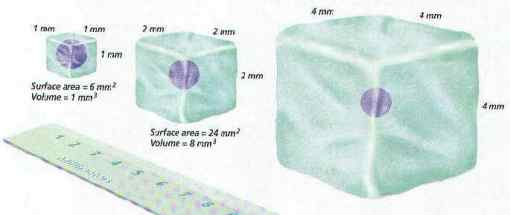 1 mm 1 mm
1 mm
Surface area = 6 mm²
Volume = 1 mm³
2 mm 2 mm
2 mm
Surface area = 24 mm²
Volume = 8 mm³
4 mm 4 mm
4 mm
1 2 3 4 5 6 7 8